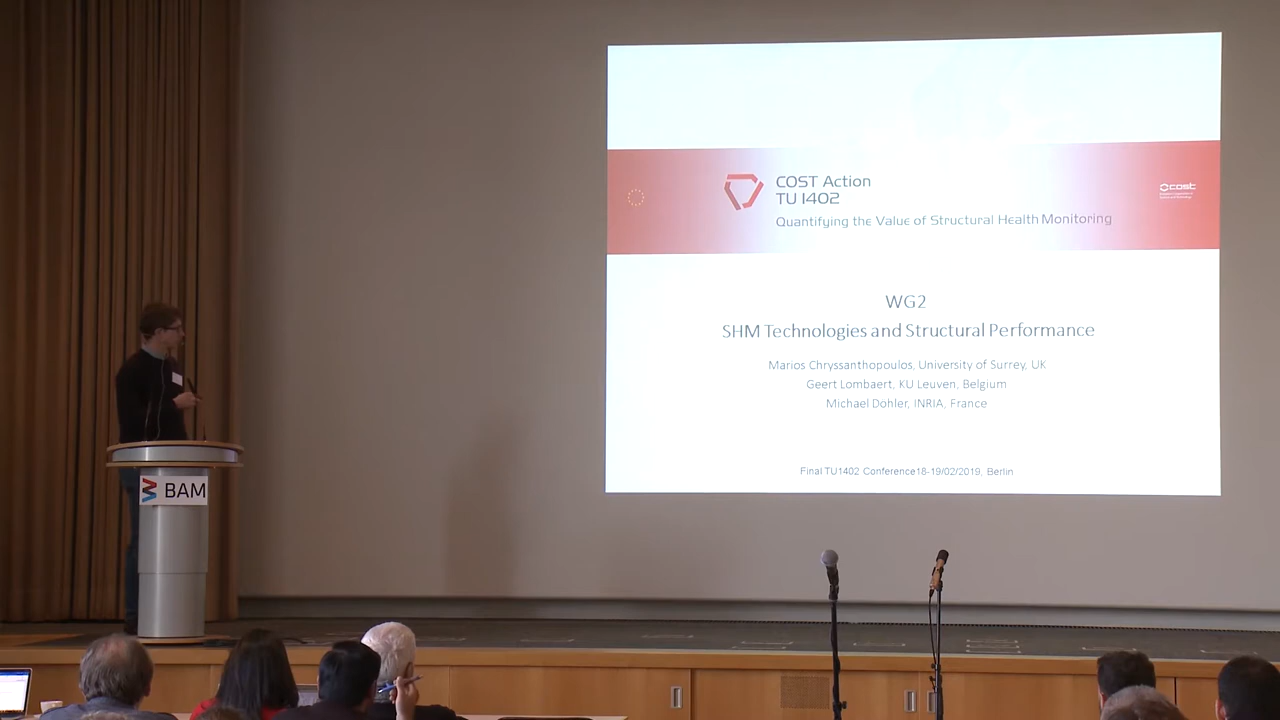 COST Action
TU 1402
Quantifying the Value of Structural Health Monitoring
cost
WG2
SHM Technologies and Structural Performance
Marios Chryssanthopoulos, University of Surrey, UK
Geert Lombaert, KU Leuven, Belgium
Michael Dohler, INRIA, France
Final TU1402 Conference18-19/02/2019, Berlin
BAM